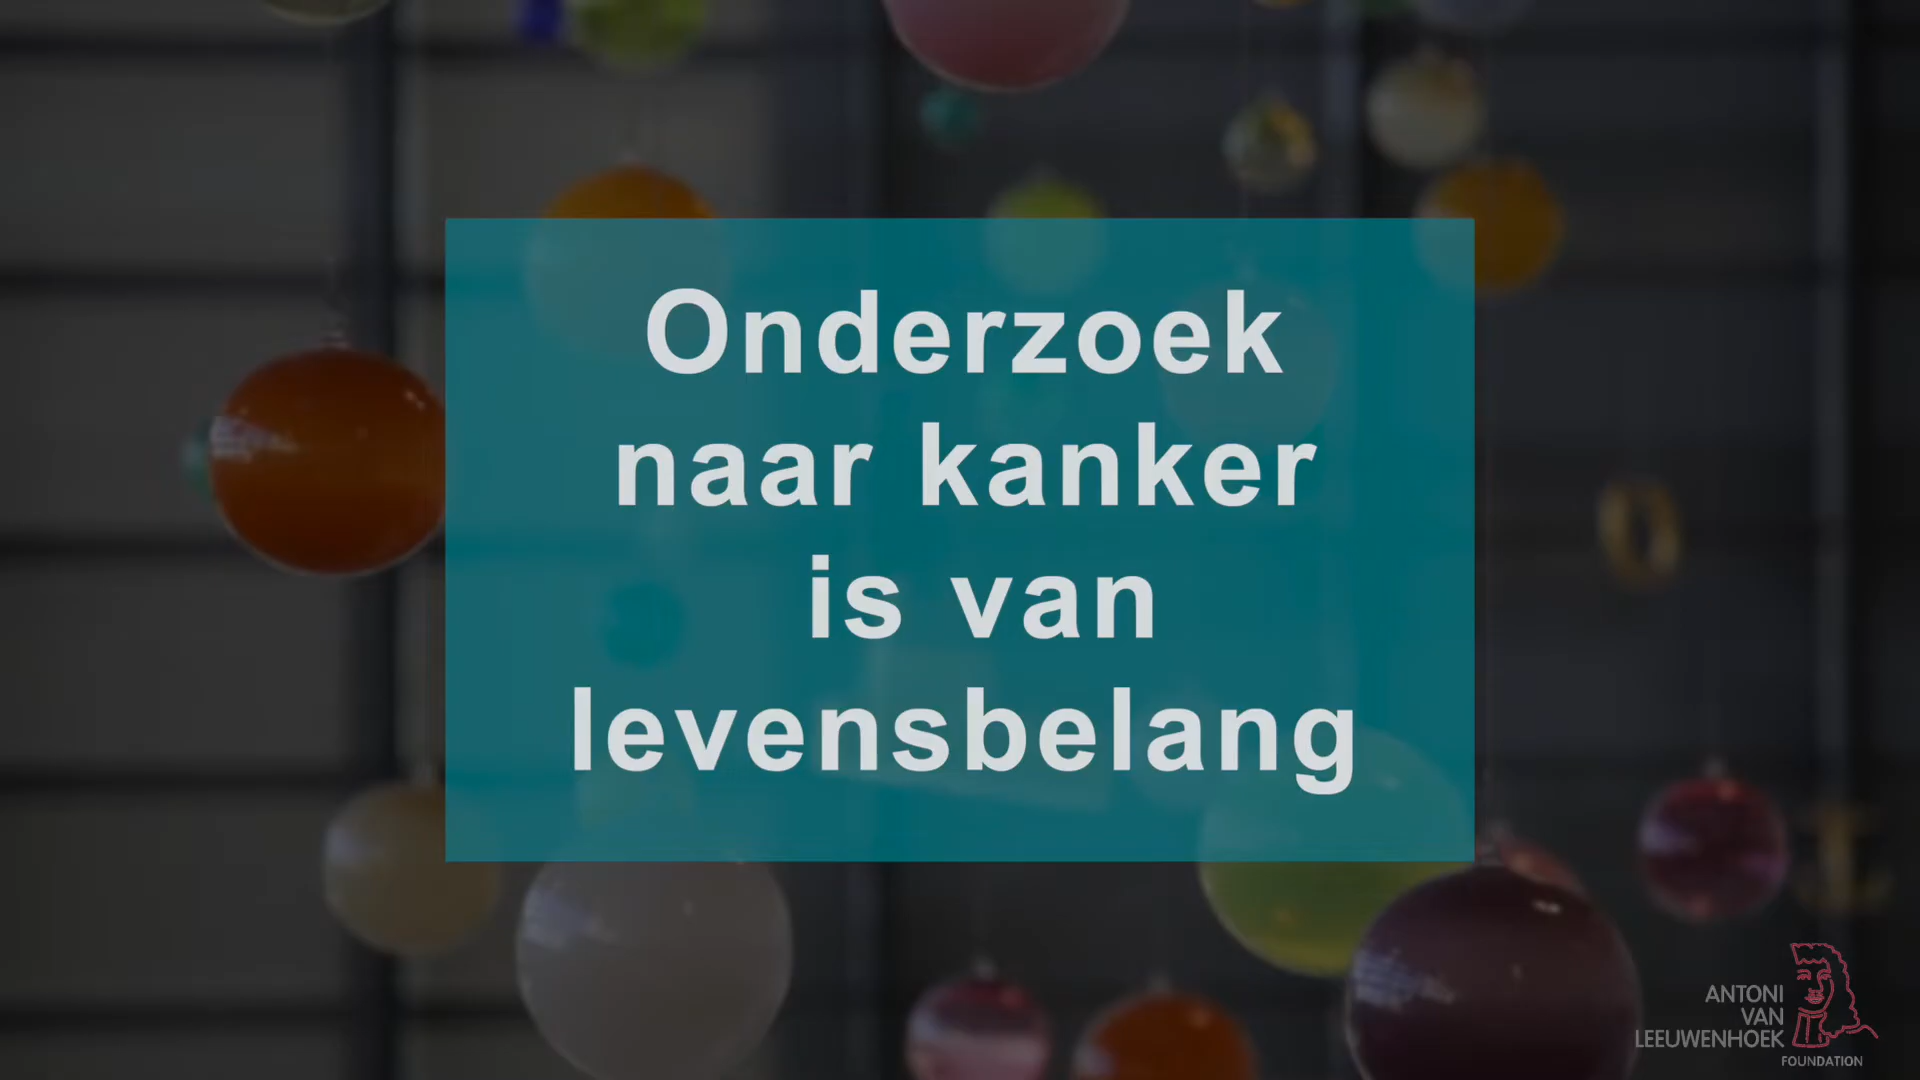 Onderzoek
naar kanker
is van
levensbelang
ANTONI
VAN
LEEUWENHOEK
FOUNDATION